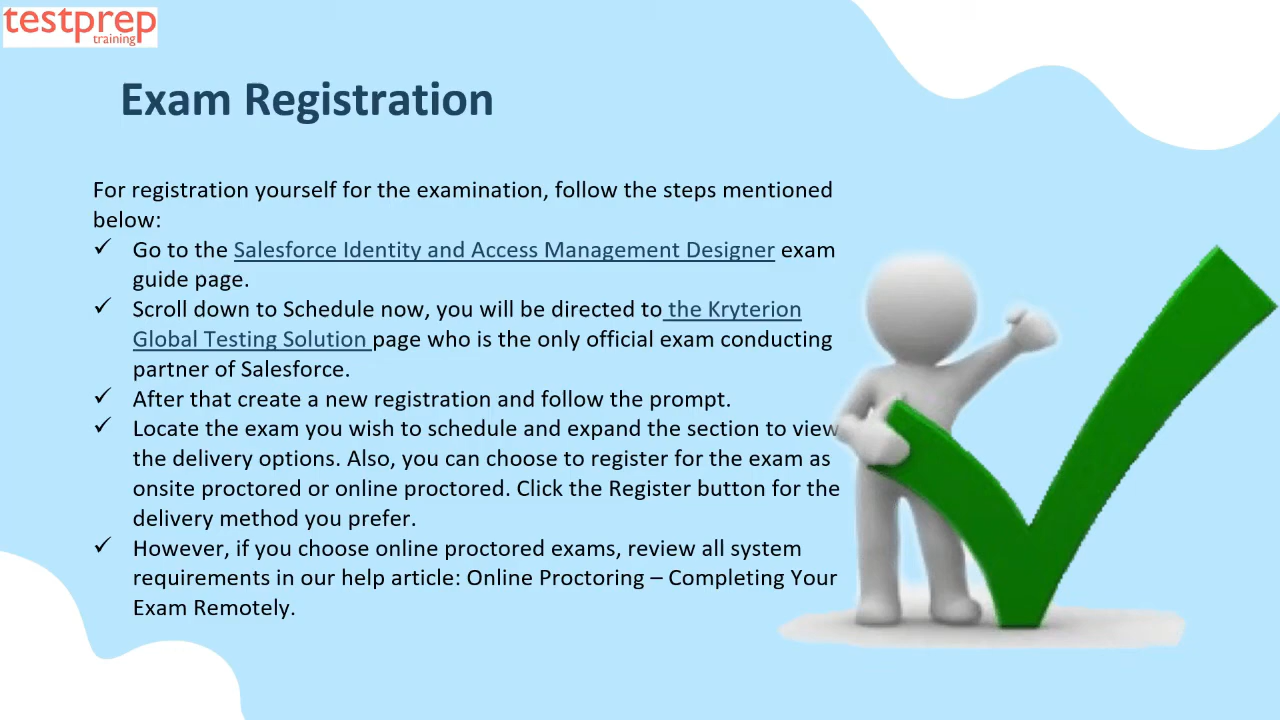 testprep
training
Exam Registration
For registration yourself for the examination, follow the steps mentioned
below:
✓ Go to the Salesforce Identity and Access Management Designer exam
guide page.
✓ Scroll down to Schedule now, you will be directed to the Kryterion
Global Testing Solution page who is the only official exam conducting
partner of Salesforce.
✓ After that create a new registration and follow the prompt.
✓ Locate the exam you wish to schedule and expand the section to view
the delivery options. Also, you can choose to register for the exam as
onsite proctored or online proctored. Click the Register button for the
delivery method you prefer.
✓ However, if you choose online proctored exams, review all system
requirements in our help article: Online Proctoring – Completing Your
Exam Remotely.